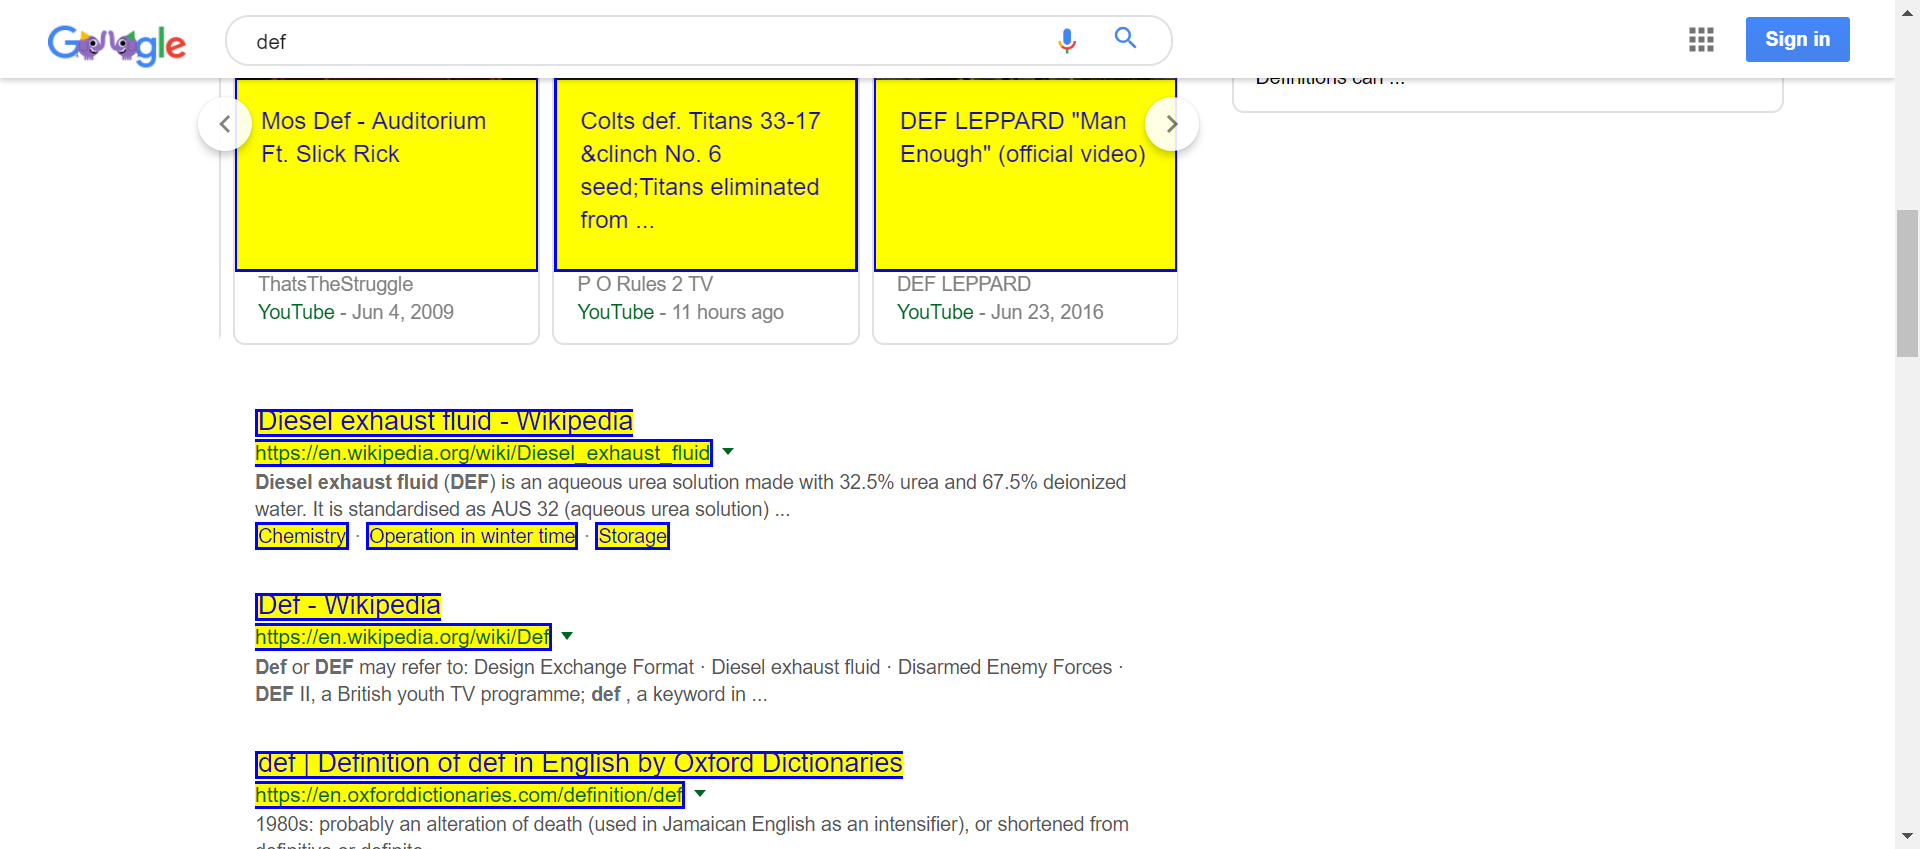 Google
def
Sign in
Definitions can ...
Mos Def - Auditorium
Ft. Slick Rick
ThatsTheStruggle
YouTube - Jun 4, 2009
Colts def. Titans 33-17
&clinch No. 6
seed;Titans eliminated
from ...
P O Rules 2 TV
YouTube - 11 hours ago
DEF LEPPARD "Man
Enough" (official video)
DEF LEPPARD
YouTube - Jun 23, 2016
Diesel exhaust fluid - Wikipedia
https://en.wikipedia.org/wiki/Diesel_exhaust_fluid
Diesel exhaust fluid (DEF) is an aqueous urea solution made with 32.5% urea and 67.5% deionized
water. It is standardised as AUS 32 (aqueous urea solution) ...
Chemistry · Operation in winter time · Storage
Def - Wikipedia
https://en.wikipedia.org/wiki/Def
Def or DEF may refer to: Design Exchange Format · Diesel exhaust fluid · Disarmed Enemy Forces ·
DEF II, a British youth TV programme; def , a keyword in ...
def | Definition of def in English by Oxford Dictionaries
https://en.oxforddictionaries.com/definition/def
1980s: probably an alteration of death (used in Jamaican English as an intensifier), or shortened from
definitive or definite.